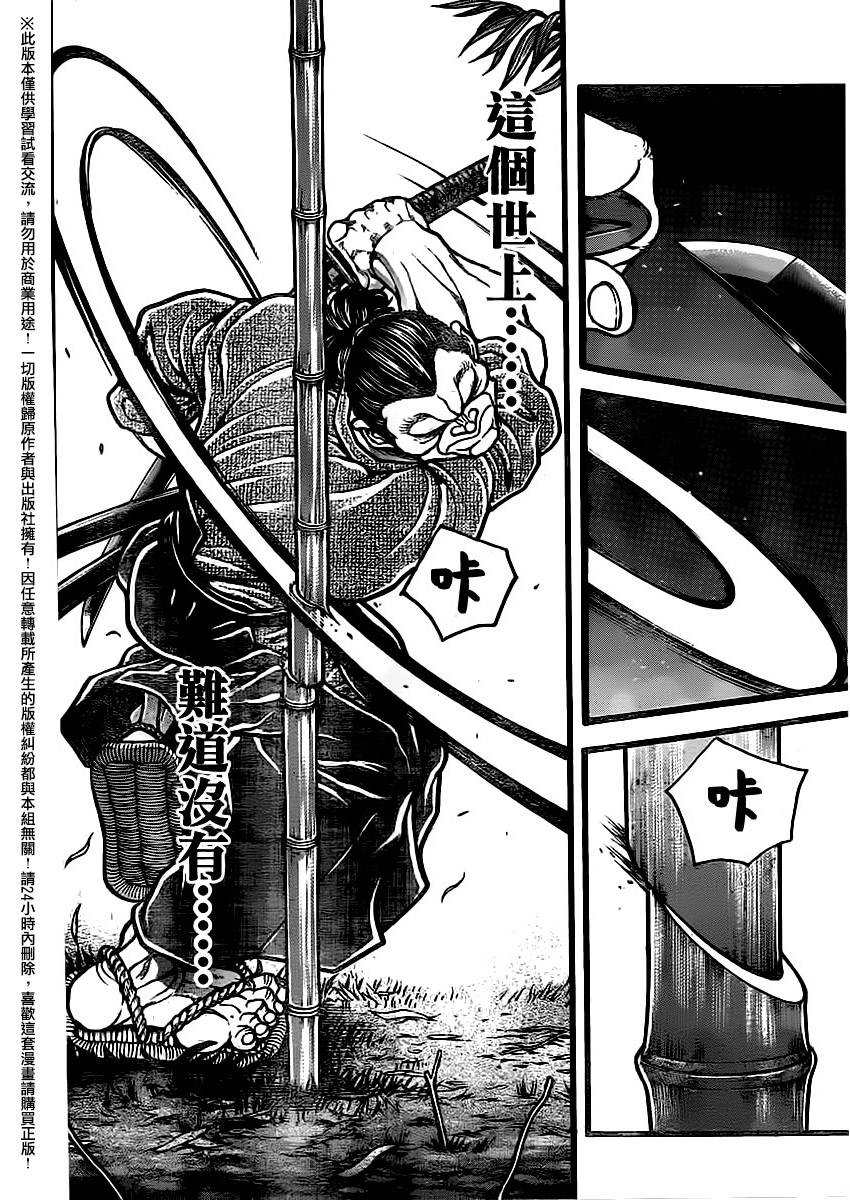 咔
這個世上……
咔
難道沒有……
※此版本僅供學習試看交流，請勿用於商業用途！一切版權歸原作者與出版社擁有！因任意轉載所產生的版權糾紛都與本組無關！請24小時內刪除，喜歡這套漫畫請購買正版！